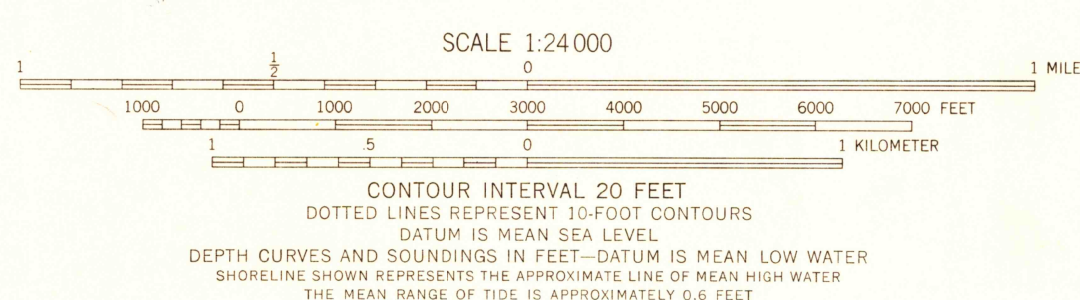 SCALE 1:24 000
1 1/2 0 1 MILE
1000 0 1000 2000 3000 4000 5000 6000 7000 FEET
1 .5 0 1 KILOMETER
CONTOUR INTERVAL 20 FEET
DOTTED LINES REPRESENT 10-FOOT CONTOURS
DATUM IS MEAN SEA LEVEL
DEPTH CURVES AND SOUNDINGS IN FEET—DATUM IS MEAN LOW WATER
SHORELINE SHOWN REPRESENTS THE APPROXIMATE LINE OF MEAN HIGH WATER
THE MEAN RANGE OF TIDE IS APPROXIMATELY 0.6 FEET